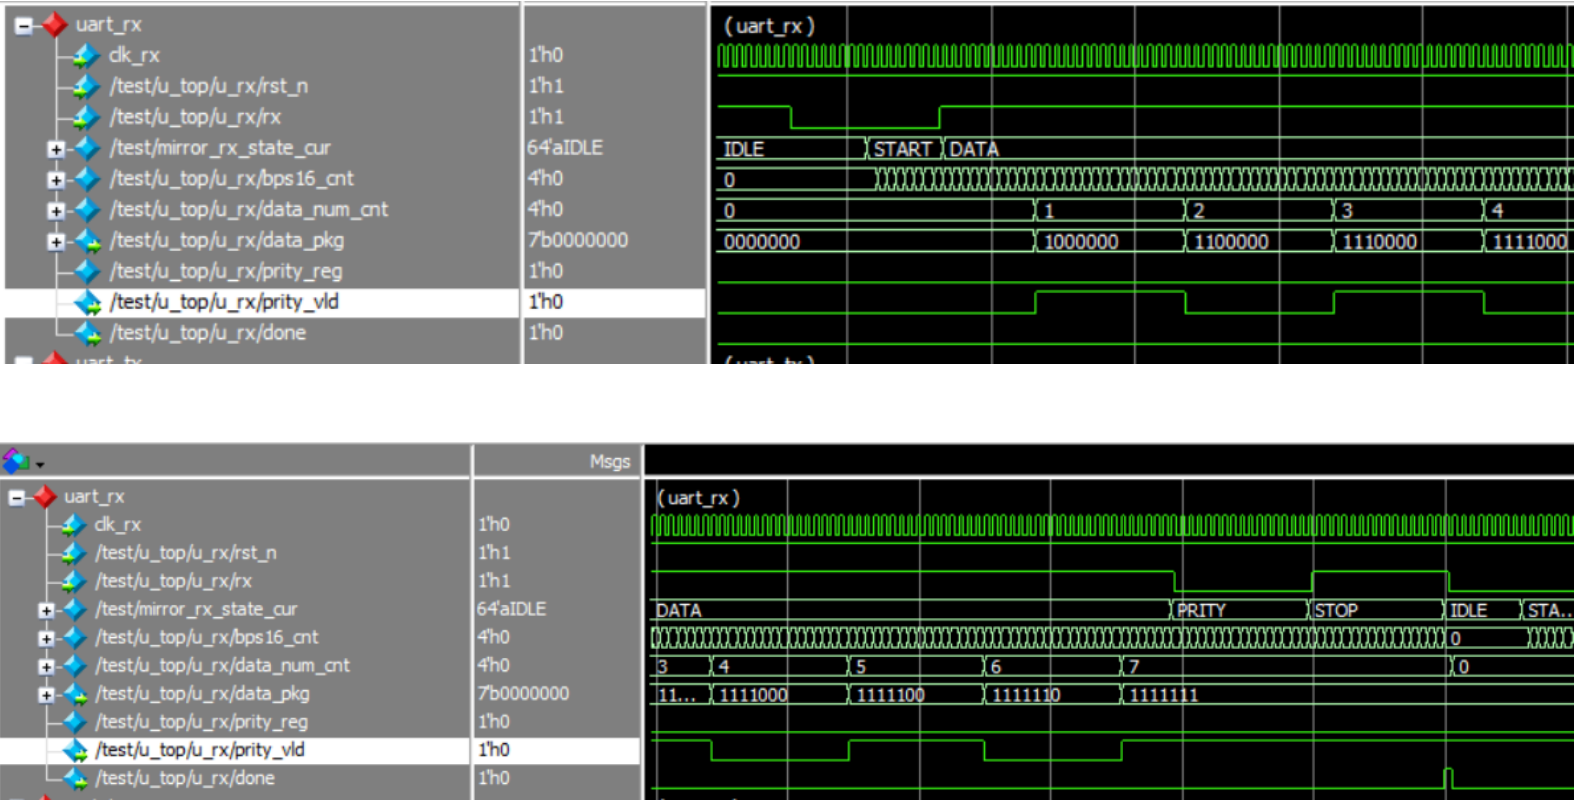 uart_rx (uart_rx)
clk_rx 1'h0
/test/u_top/u_rx/rst_n 1'h1
/test/u_top/u_rx/rx 1'h1
/test/mirror_rx_state_cur 64'aIDLE IDLE START DATA
/test/u_top/u_rx/bps16_cnt 4'h0 0
/test/u_top/u_rx/data_num_cnt 4'h0 0 1 2 3 4
/test/u_top/u_rx/data_pkg 7'b0000000 0000000 1000000 1100000 1110000 1111000
/test/u_top/u_rx/prity_reg 1'h0
/test/u_top/u_rx/prity_vld 1'h0
/test/u_top/u_rx/done 1'h0
uart_tx (uart_tx)
Msgs
uart_rx (uart_rx)
clk_rx 1'h0
/test/u_top/u_rx/rst_n 1'h1
/test/u_top/u_rx/rx 1'h1
/test/mirror_rx_state_cur 64'aIDLE DATA PRITY STOP IDLE STA..
/test/u_top/u_rx/bps16_cnt 4'h0 0
/test/u_top/u_rx/data_num_cnt 4'h0 3 4 5 6 7 0
/test/u_top/u_rx/data_pkg 7'b0000000 11... 1111000 1111100 1111110 1111111
/test/u_top/u_rx/prity_reg 1'h0
/test/u_top/u_rx/prity_vld 1'h0
/test/u_top/u_rx/done 1'h0